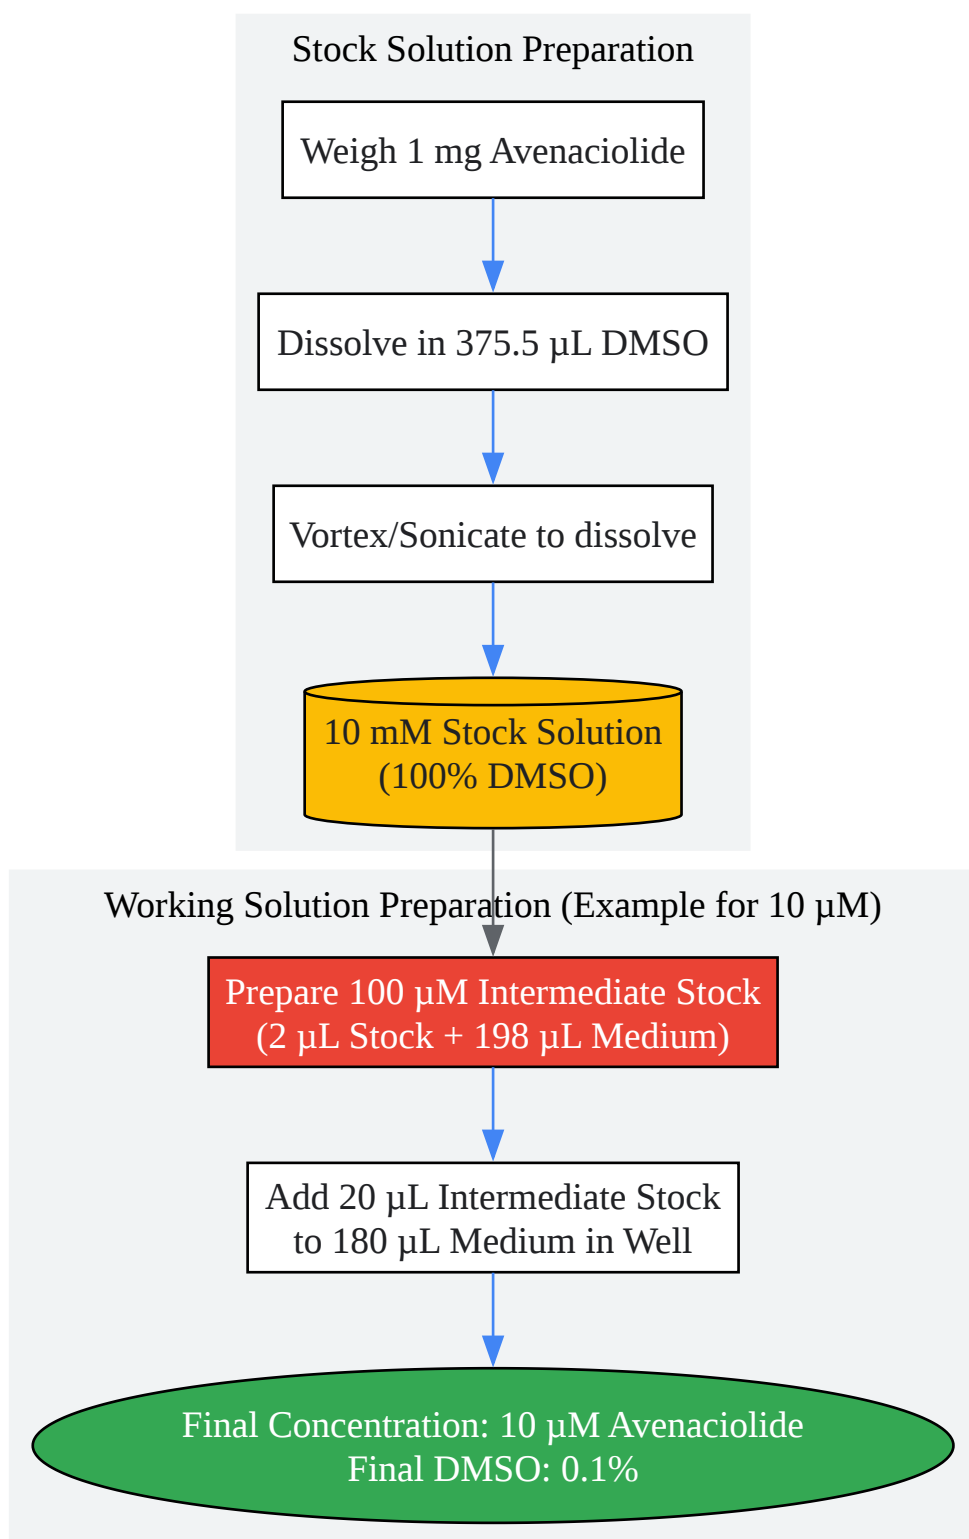 Stock Solution Preparation
Weigh 1 mg Avenaciolide
Dissolve in 375.5 µL DMSO
Vortex/Sonicate to dissolve
10 mM Stock Solution
(100% DMSO)
Working Solution Preparation (Example for 10 µM)
Prepare 100 µM Intermediate Stock
(2 µL Stock + 198 µL Medium)
Add 20 µL Intermediate Stock
to 180 µL Medium in Well
Final Concentration: 10 µM Avenaciolide
Final DMSO: 0.1%